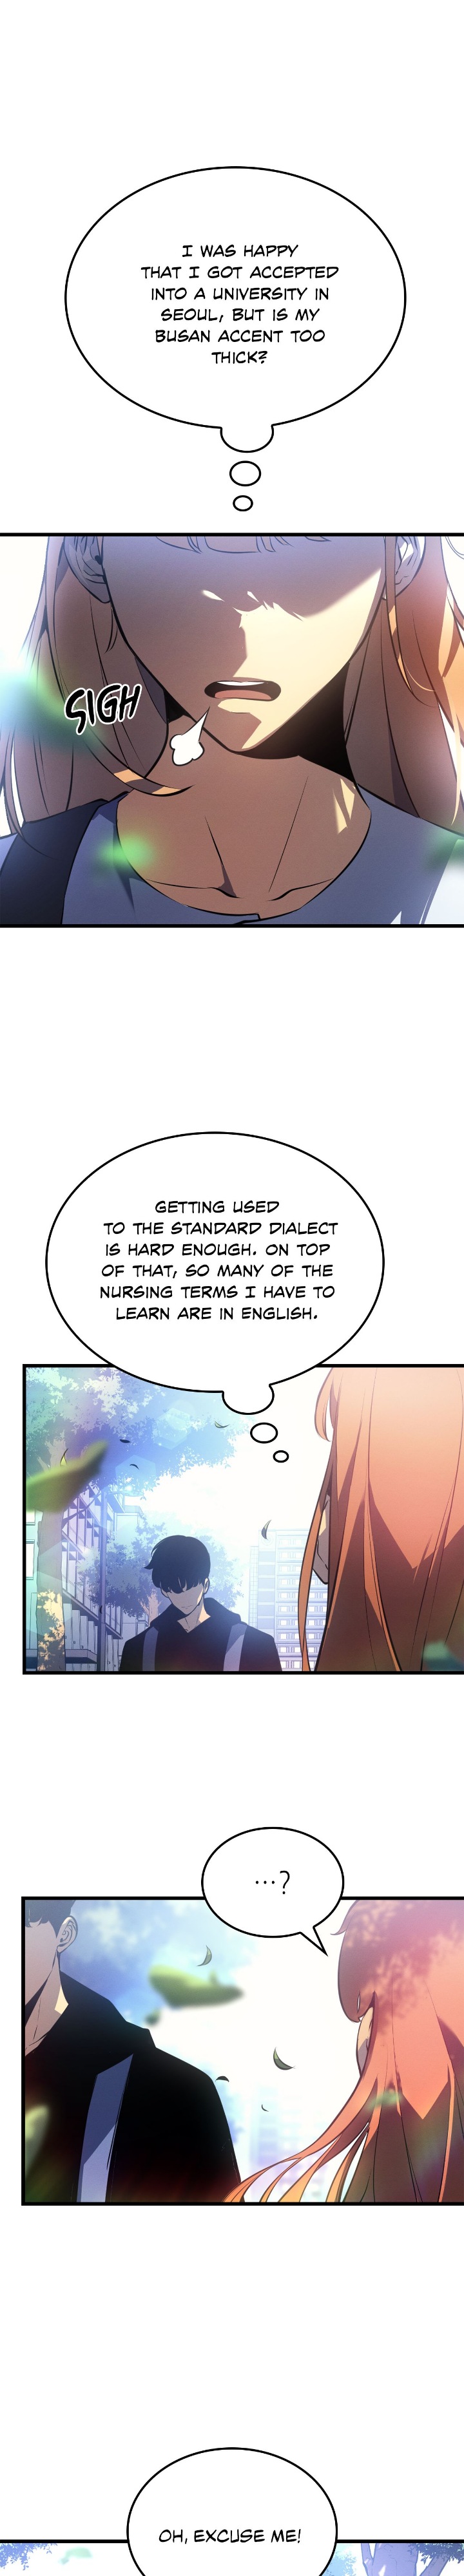 I WAS HAPPY
THAT I GOT ACCEPTED
INTO A UNIVERSITY IN
SEOUL, BUT IS MY
BUSAN ACCENT TOO
THICK?
SIGH
GETTING USED
TO THE STANDARD DIALECT
IS HARD ENOUGH. ON TOP
OF THAT, SO MANY OF THE
NURSING TERMS I HAVE TO
LEARN ARE IN ENGLISH.
...?
OH, EXCUSE ME!